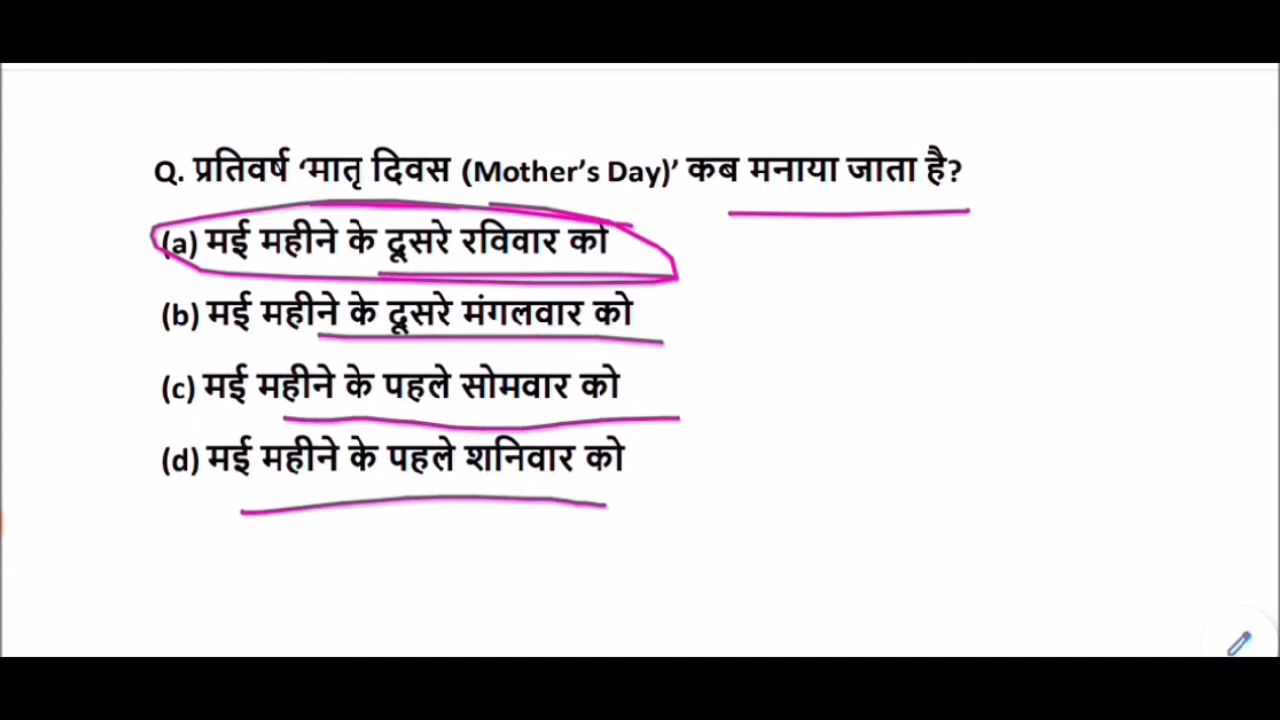 Q. प्रतिवर्ष ‘मातृ दिवस (Mother’s Day)’ कब मनाया जाता है?
(a) मई महीने के दूसरे रविवार को
(b) मई महीने के दूसरे मंगलवार को
(c) मई महीने के पहले सोमवार को
(d) मई महीने के पहले शनिवार को